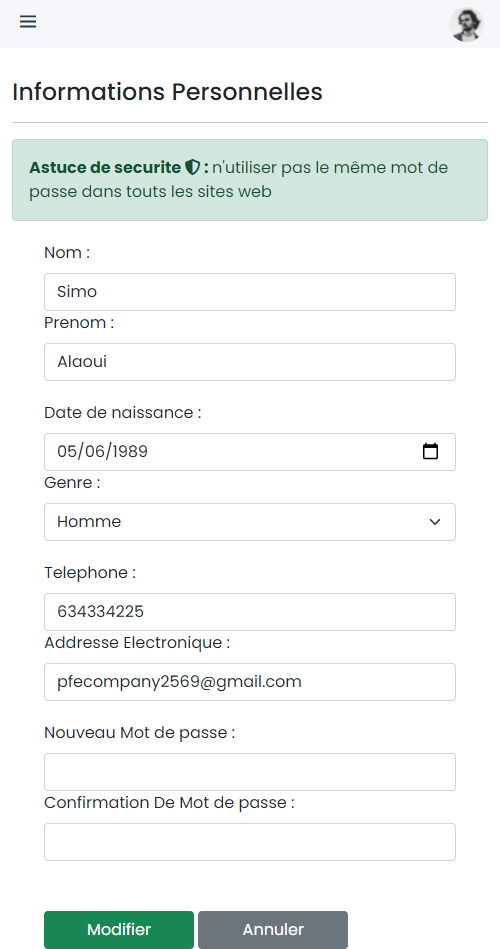 Informations Personnelles
Astuce de securite : n'utiliser pas le même mot de
passe dans touts les sites web
Nom :
Simo
Prenom :
Alaoui
Date de naissance :
05/06/1989
Genre :
Homme
Telephone :
634334225
Addresse Electronique :
pfecompany2569@gmail.com
Nouveau Mot de passe :
Confirmation De Mot de passe :
Modifier Annuler